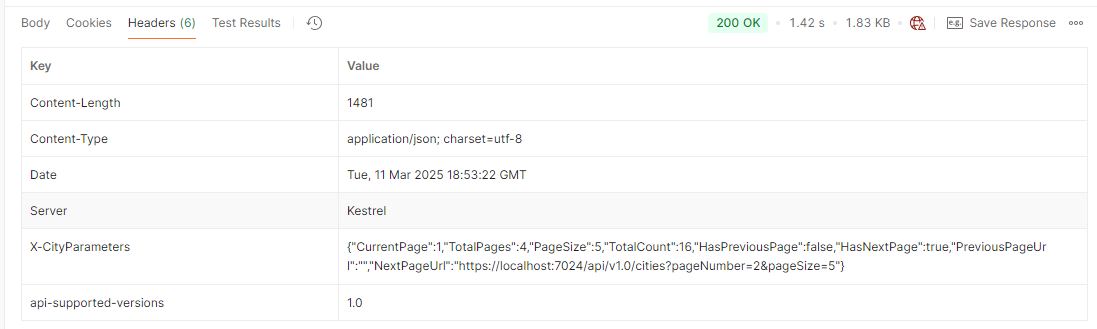 Body Cookies Headers (6) Test Results 200 OK 1.42 s 1.83 KB e.g. Save Response
Key Value
Content-Length 1481
Content-Type application/json; charset=utf-8
Date Tue, 11 Mar 2025 18:53:22 GMT
Server Kestrel
X-CityParameters {"CurrentPage":1,"TotalPages":4,"PageSize":5,"TotalCount":16,"HasPreviousPage":false,"HasNextPage":true,"PreviousPageUr
l":"","NextPageUrl":"https://localhost:7024/api/v1.0/cities?pageNumber=2&pageSize=5"}
api-supported-versions 1.0